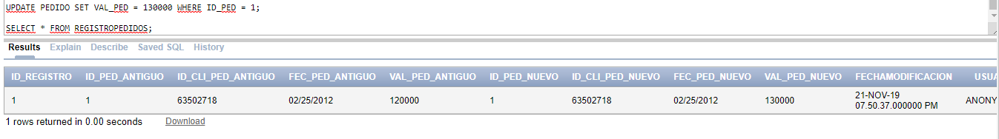 UPDATE PEDIDO SET VAL_PED = 130000 WHERE ID_PED = 1;
SELECT * FROM REGISTROPEDIDOS;
Results Explain Describe Saved SQL History
ID_REGISTRO ID_PED_ANTIGUO ID_CLI_PED_ANTIGUO FEC_PED_ANTIGUO VAL_PED_ANTIGUO ID_PED_NUEVO ID_CLI_PED_NUEVO FEC_PED_NUEVO VAL_PED_NUEVO FECHAMODIFICACION USUA
1 1 63502718 02/25/2012 120000 1 63502718 02/25/2012 130000 21-NOV-19 07.50.37.000000 PM ANONY
1 rows returned in 0.00 seconds Download